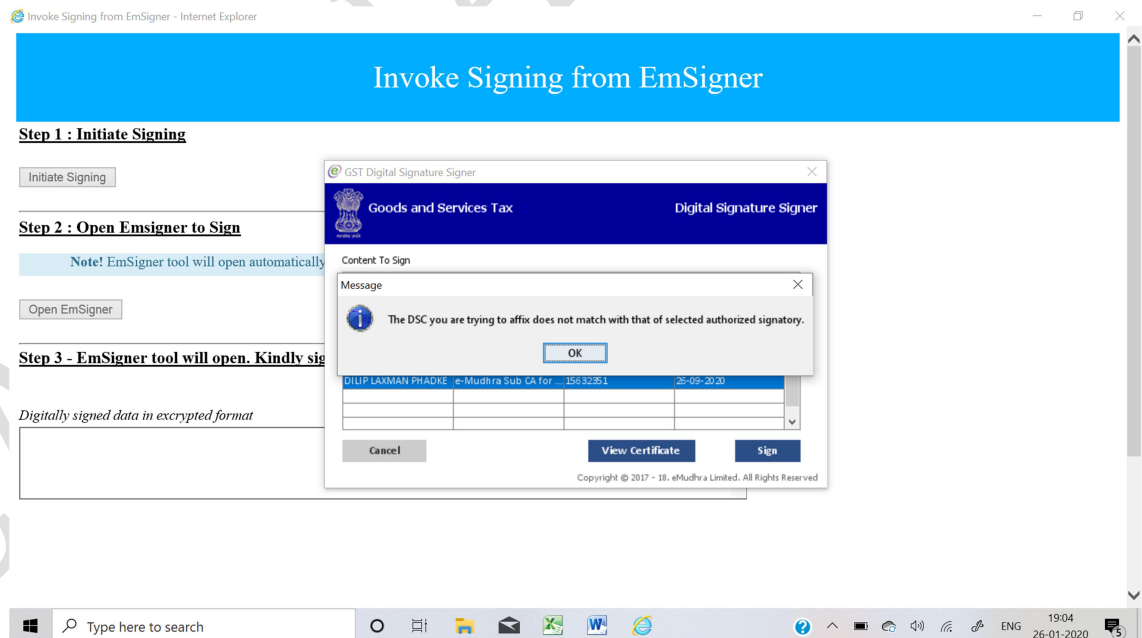 Invoke Signing from EmSigner - Internet Explorer
Invoke Signing from EmSigner
Step 1 : Initiate Signing
Initiate Signing
Step 2 : Open Emsigner to Sign
Note! EmSigner tool will open automatically
Open EmSigner
Step 3 - EmSigner tool will open. Kindly sig
Digitally signed data in excrypted format
GST Digital Signature Signer
Goods and Services Tax
Digital Signature Signer
Content To Sign
Message
The DSC you are trying to affix does not match with that of selected authorized signatory.
OK
DILIP LAXMAN PHADKE e-Mudhra Sub CA for ... 15632351 26-09-2020
Cancel
View Certificate
Sign
Copyright @ 2017 - 18. eMudhra Limited. All Rights Reserved
Type here to search
ENG
19:04
26-01-2020
5